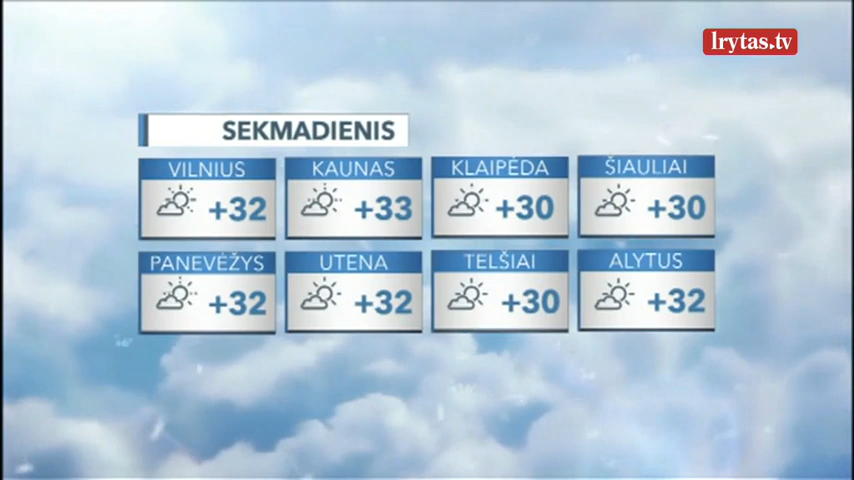 lrytas.tv
SEKMADIENIS
VILNIUS KAUNAS KLAIPĖDA ŠIAULIAI
+32 +33 +30 +30
PANEVĖŽYS UTENA TELŠIAI ALYTUS
+32 +32 +30 +32